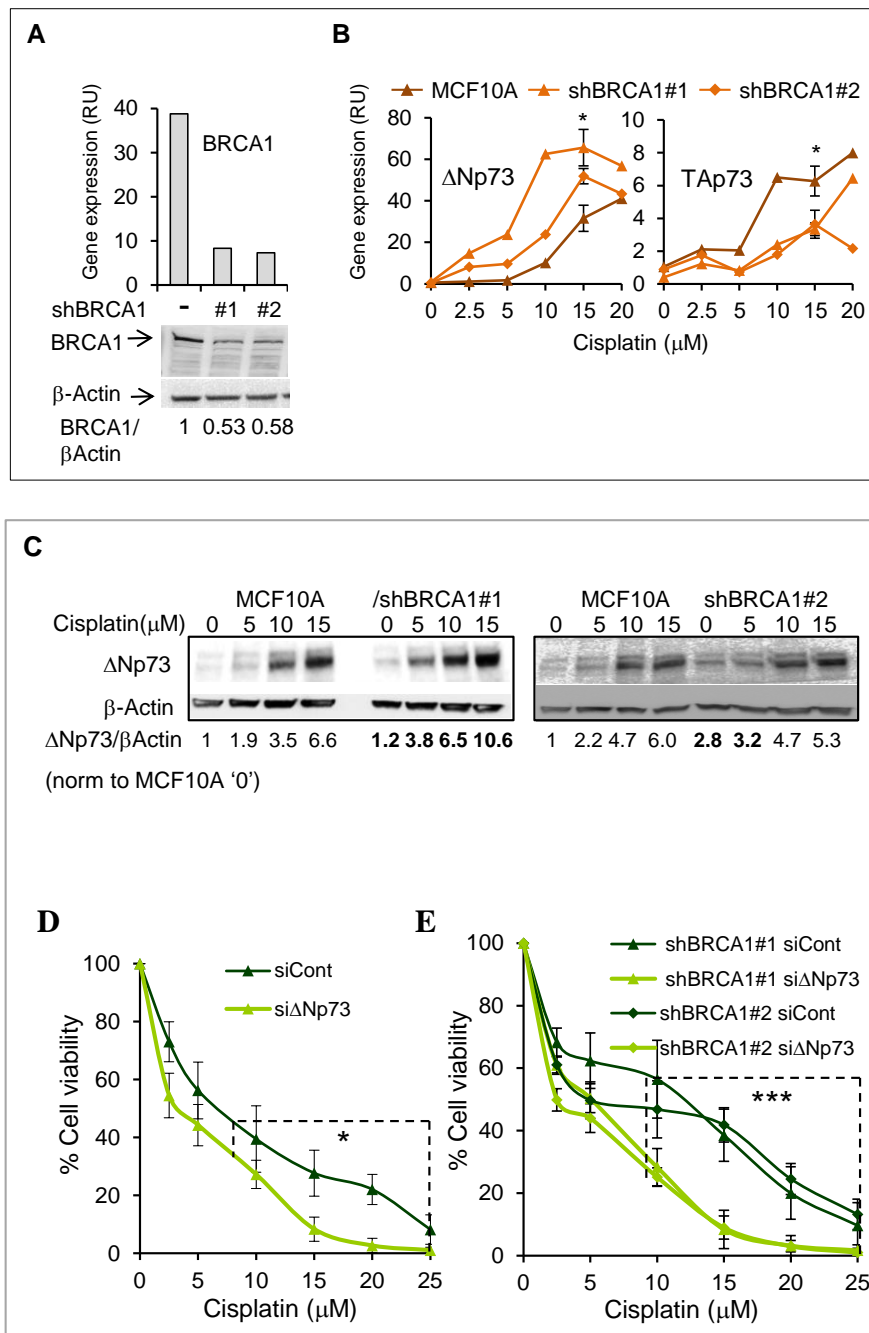 A
Gene expression (RU)
40
30
20
10
0
BRCA1
shBRCA1 - #1 #2
BRCA1
β-Actin
BRCA1/ 1 0.53 0.58
βActin
B
MCF10A shBRCA1#1 shBRCA1#2
Gene expression (RU)
80
60
40
20
0
*
ΔNp73
0 2.5 5 10 15 20
8
6
4
2
0
*
TAp73
0 2.5 5 10 15 20
Cisplatin (μM)
C
MCF10A /shBRCA1#1 MCF10A shBRCA1#2
Cisplatin(μM) 0 5 10 15 0 5 10 15 0 5 10 15 0 5 10 15
ΔNp73
β-Actin
ΔNp73/βActin 1 1.9 3.5 6.6 1.2 3.8 6.5 10.6 1 2.2 4.7 6.0 2.8 3.2 4.7 5.3
(norm to MCF10A ‘0’)
D
% Cell viability
100
80
60
40
20
0
siCont
siΔNp73
*
0 5 10 15 20 25
Cisplatin (μM)
E
% Cell viability
100
80
60
40
20
0
shBRCA1#1 siCont
shBRCA1#1 siΔNp73
shBRCA1#2 siCont
shBRCA1#2 siΔNp73
***
0 5 10 15 20 25
Cisplatin (μM)